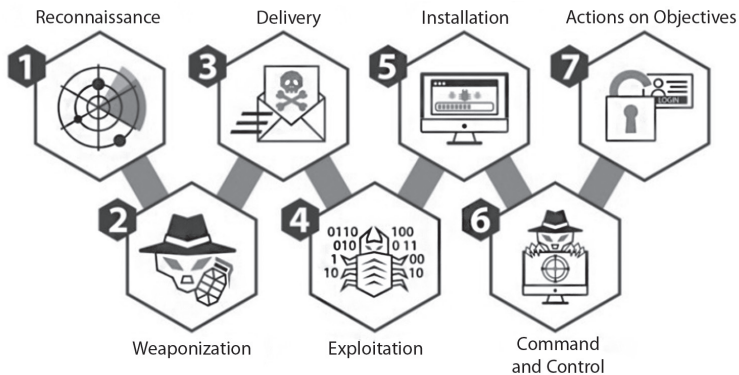 Reconnaissance
Delivery
Installation
Actions on Objectives
1
3
5
7
LOGIN
2
4
6
0110 100
010 0 11
1 00
10 10
Weaponization
Exploitation
Command
and Control